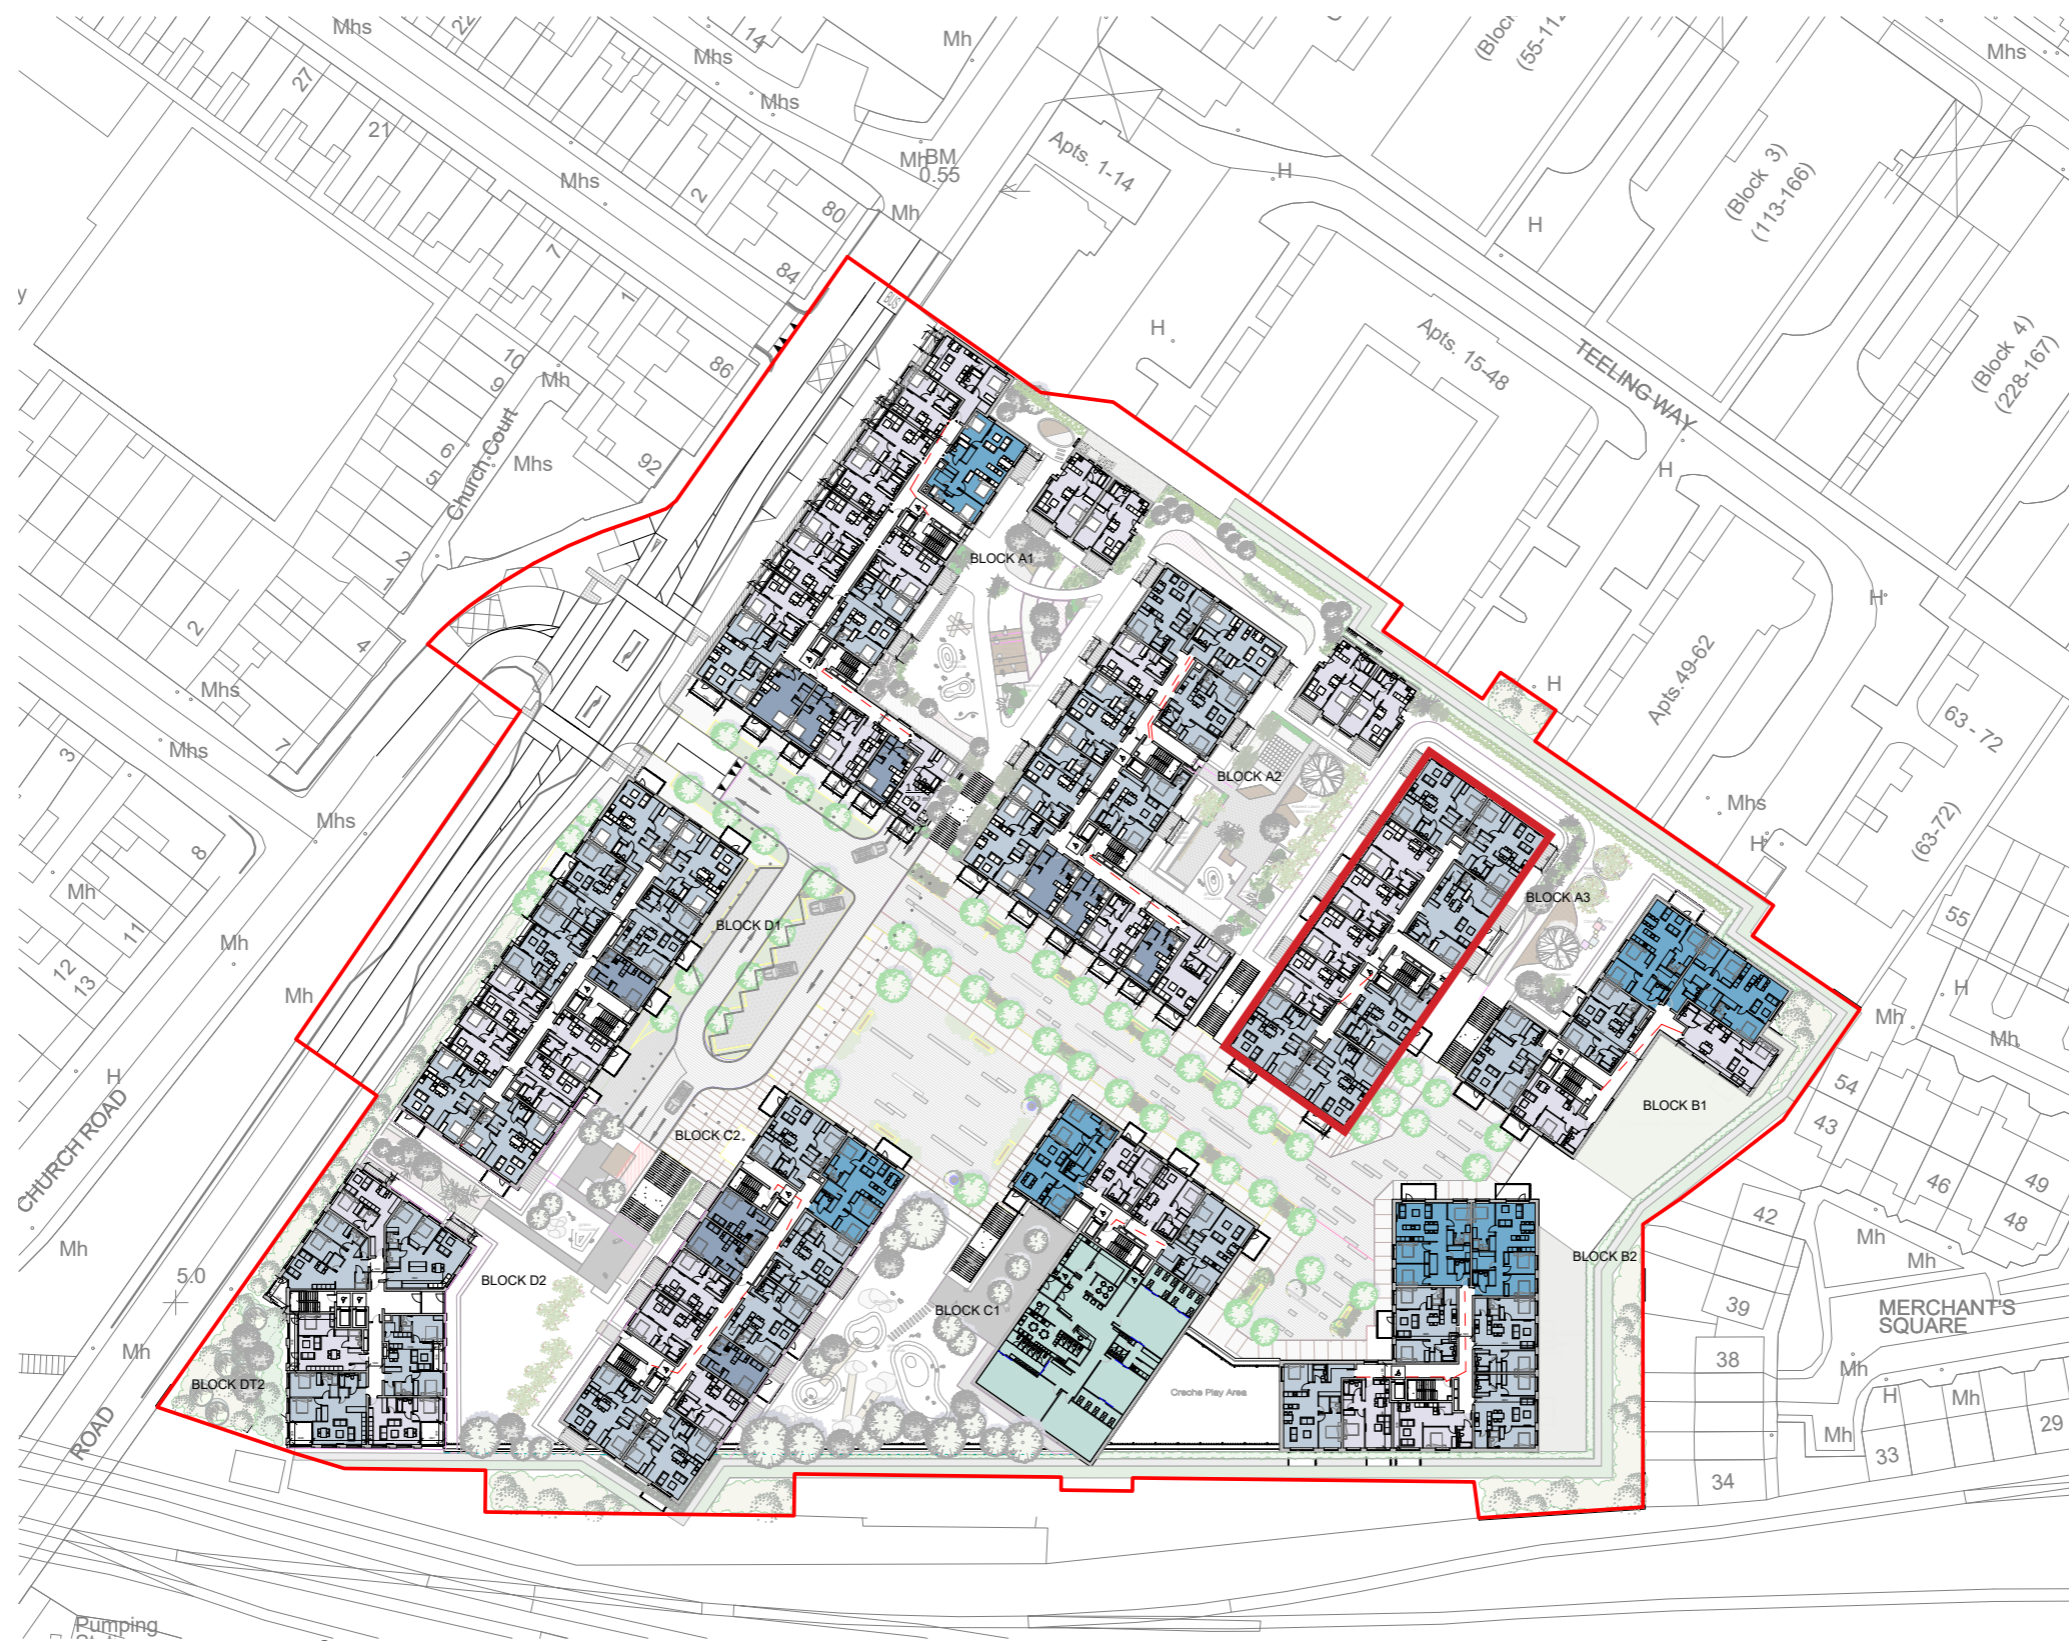 Mhs
22
14
Mh
(55-112)
Mhs
27
Mhs
Mhs
21
Mh
BM
0.55
Apts. 1-14
H
(Block 3)
(113-166)
Mhs
2
80
Mh
H
7
84
BUS
1
H
Apts. 15-48
TEELING WAY
(Block 4)
(228-167)
10
9
Mh
86
6
5
Church Court
Mhs
92
H
2
1
BLOCK A1
H
2
4
Apts.49-62
Mhs
H
63 - 72
3
Mhs
7
BLOCK A2
Mhs
Mhs
H
(63-72)
8
Mh
BLOCK A3
55
11
BLOCK D1
Mh
12
13
Mh
H
Mh
Mh
H
CHURCH ROAD
54
BLOCK B1
43
BLOCK C2
46
49
42
48
Mh
Mh
Mh
BLOCK B2
5.0
BLOCK D2
BLOCK C1
39
MERCHANT'S
SQUARE
Mh
38
Mh
BLOCK DT2
Creche Play Area
H
Mh
ROAD
Mh
29
33
34
Pumping